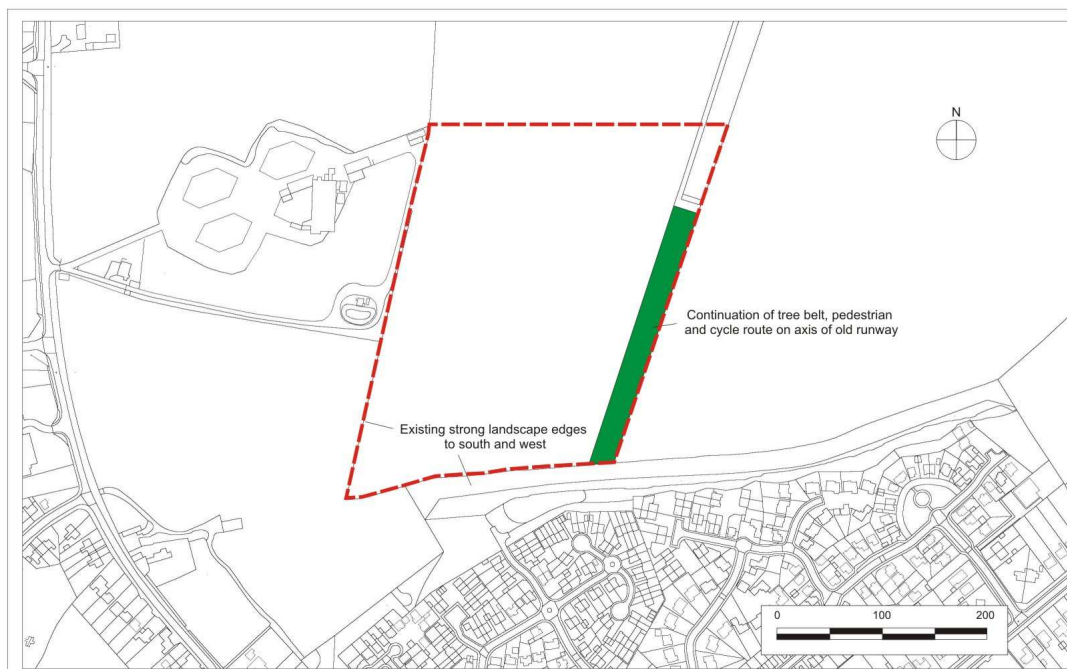 N
Continuation of tree belt, pedestrian
and cycle route on axis of old runway
Existing strong landscape edges
to south and west
0 100 200